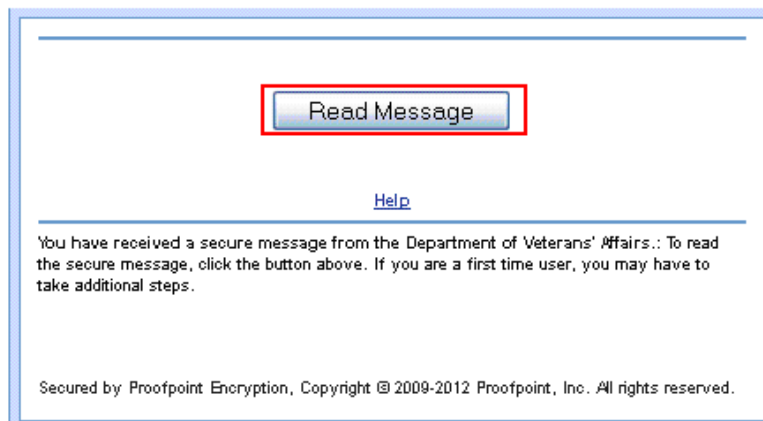 Read Message
Help
You have received a secure message from the Department of Veterans' Affairs.: To read
the secure message, click the button above. If you are a first time user, you may have to
take additional steps.
Secured by Proofpoint Encryption, Copyright © 2009-2012 Proofpoint, Inc. All rights reserved.